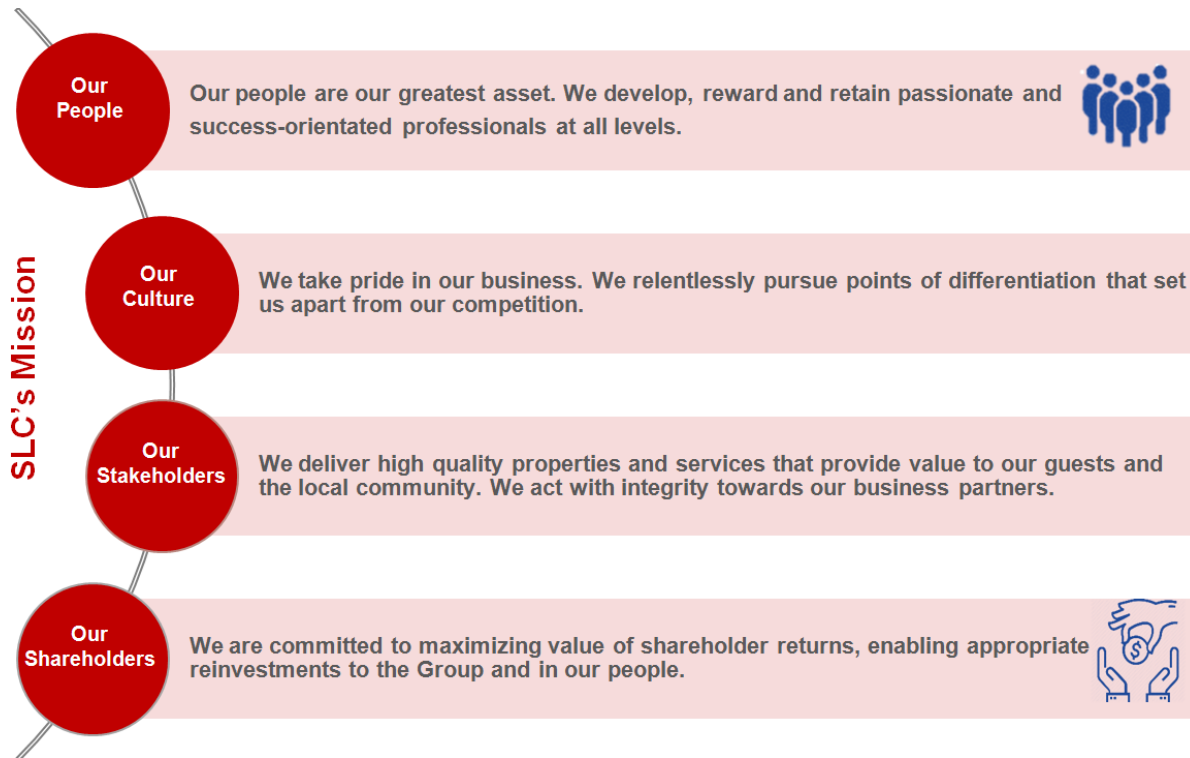 SLC's Mission
Our
People
Our people are our greatest asset. We develop, reward and retain passionate and
success-orientated professionals at all levels.
Our
Culture
We take pride in our business. We relentlessly pursue points of differentiation that set
us apart from our competition.
Our
Stakeholders
We deliver high quality properties and services that provide value to our guests and
the local community. We act with integrity towards our business partners.
Our
Shareholders
We are committed to maximizing value of shareholder returns, enabling appropriate
reinvestments to the Group and in our people.
$